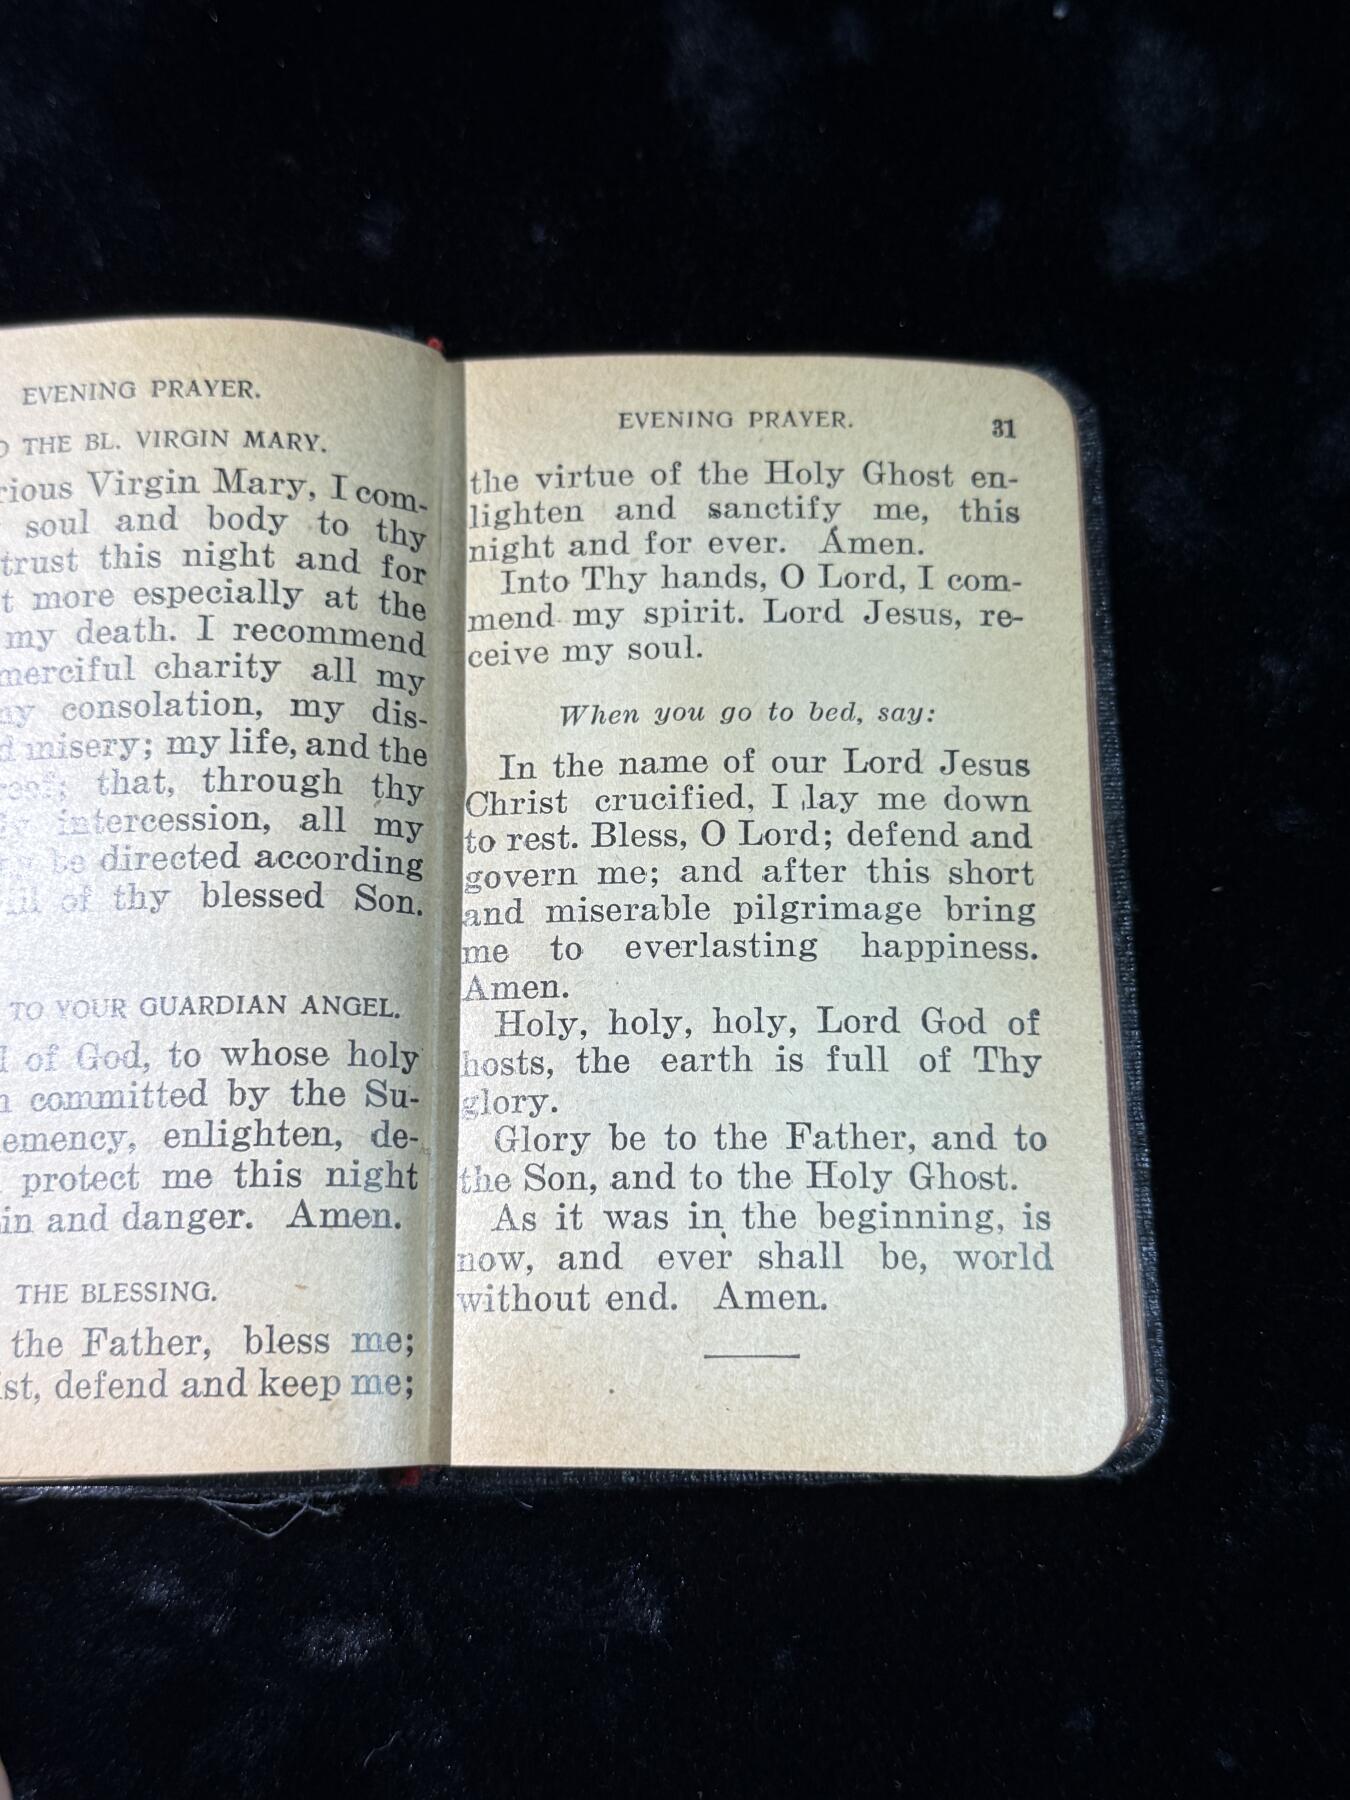 EVENING PRAYER.
THE BL. VIRGIN MARY.
Virgin Mary, I com-
soul and body to thy
trust this night and for
more especially at the
my death. I recommend
merciful charity all my
consolation, my dis-
misery; my life, and the
that, through thy
intercession, all my
be directed according
of thy blessed Son.
TO YOUR GUARDIAN ANGEL.
of God, to whose holy
committed by the Su-
enlighten, de-
protect me this night
and danger. Amen.
THE BLESSING.
the Father, bless me;
defend and keep me;
EVENING PRAYER. 31
the virtue of the Holy Ghost en-
lighten and sanctify me, this
night and for ever. Amen.
Into Thy hands, O Lord, I com-
mend my spirit. Lord Jesus, re-
ceive my soul.
When you go to bed, say:
In the name of our Lord Jesus
Christ crucified, I lay me down
to rest. Bless, O Lord; defend and
govern me; and after this short
and miserable pilgrimage bring
me to everlasting happiness.
Amen.
Holy, holy, holy, Lord God of
hosts, the earth is full of Thy
glory.
Glory be to the Father, and to
the Son, and to the Holy Ghost.
As it was in the beginning, is
now, and ever shall be, world
without end. Amen.